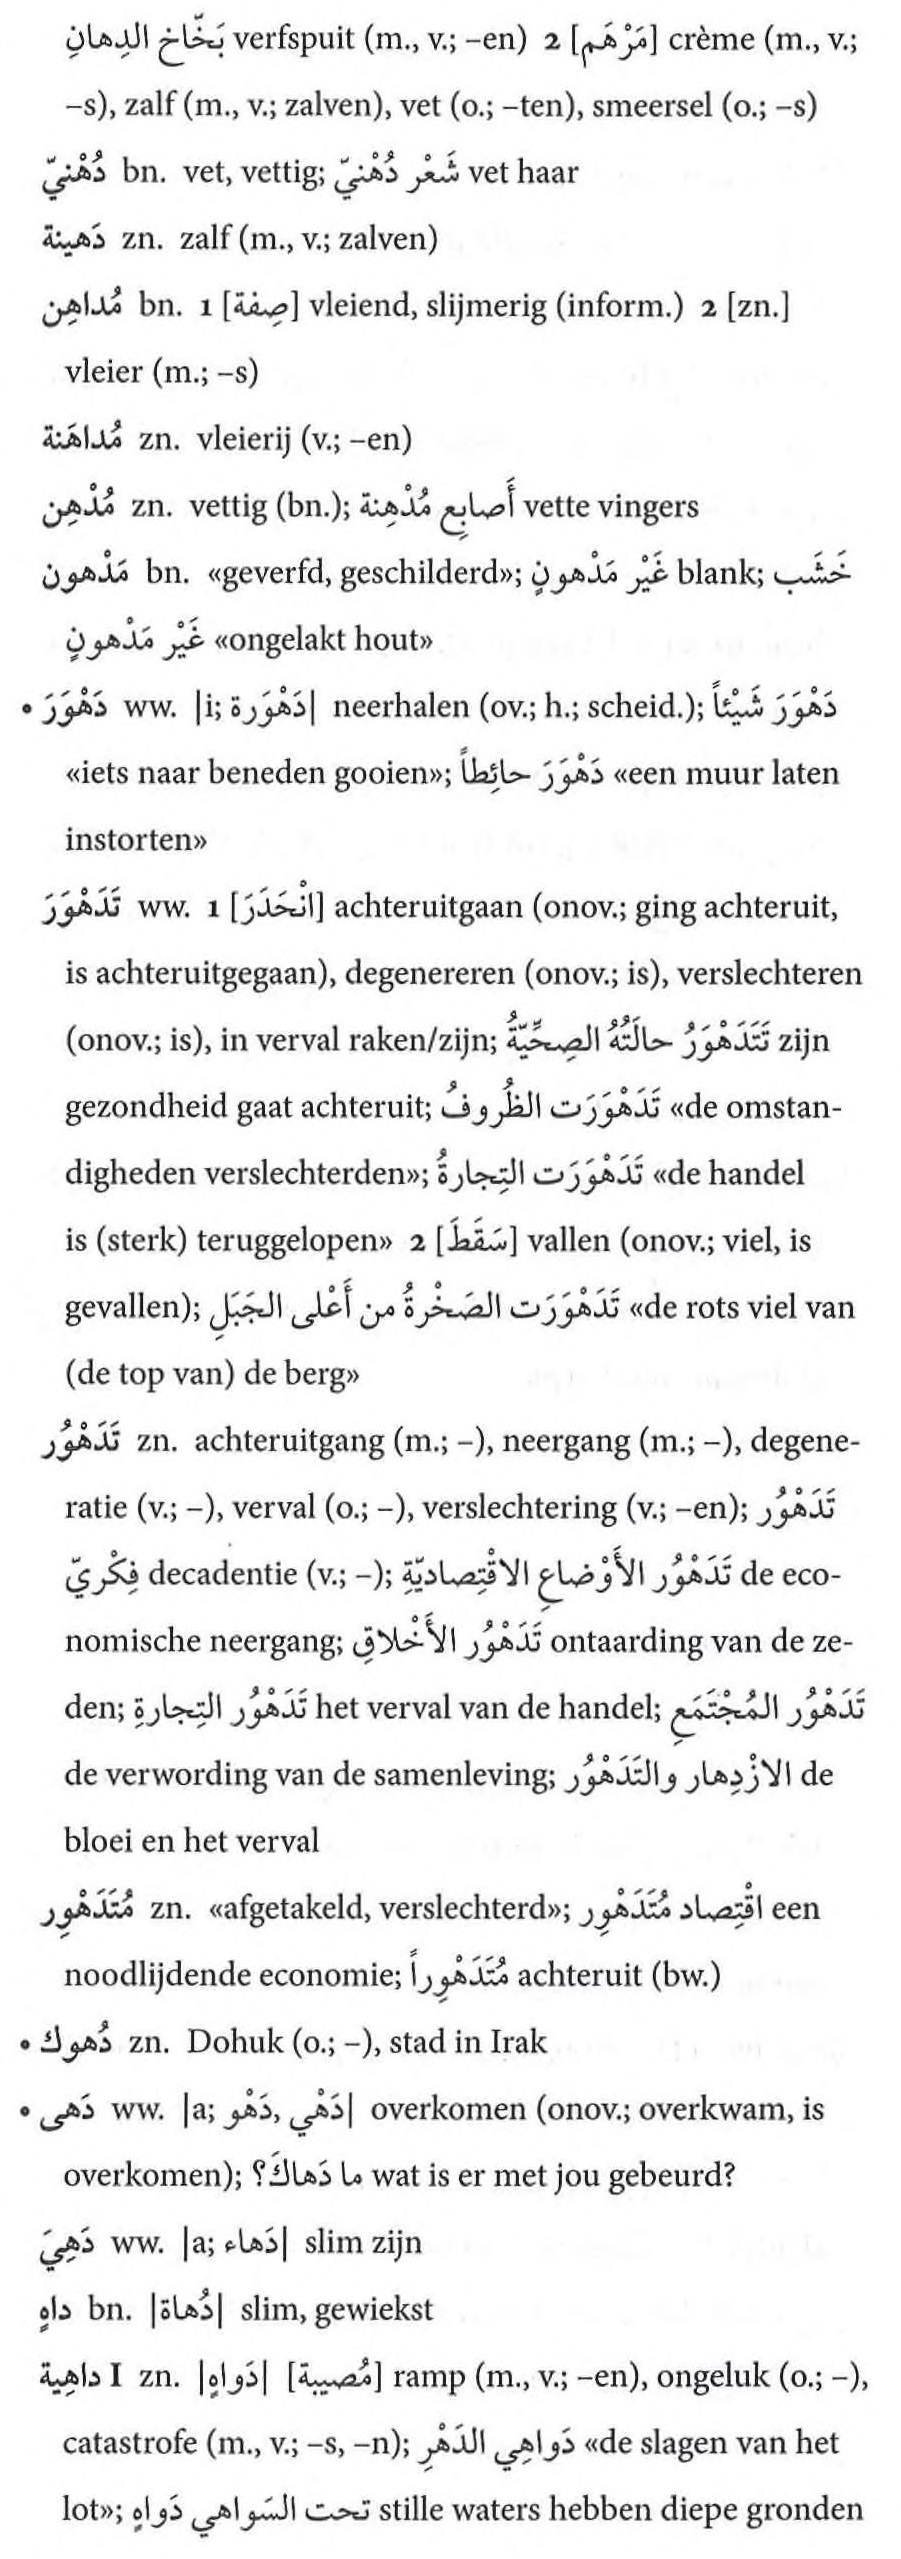 بَخّاخ الدِهانِ verfspuit (m., v.; –en) 2 [مَرْهَم] crème (m., v.;
–s), zalf (m., v.; zalven), vet (o.; –ten), smeersel (o.; –s)
دُهْنيّ bn. vet, vettig; شَعْر دُهْنيّ vet haar
دَهينة zn. zalf (m., v.; zalven)
مُداهِن bn. 1 [صِفة] vleiend, slijmerig (inform.) 2 [zn.]
vleier (m.; –s)
مُداهَنة zn. vleierij (v.; –en)
مُدْهِن zn. vettig (bn.); أَصابِع مُدْهِنة vette vingers
مَدْهون bn. «geverfd, geschilderd»; غَيْر مَدْهونٍ blank; خَشَب
غَيْر مَدْهونٍ «ongelakt hout»
• دَهْوَرَ ww. |i; دَهْوَرة| neerhalen (ov.; h.; scheid.); دَهْوَرَ شَيْئاً
«iets naar beneden gooien»; دَهْوَرَ حائِطاً «een muur laten
instorten»
تَدَهْوَرَ ww. 1 [انْحَدَرَ] achteruitgaan (onov.; ging achteruit,
is achteruitgegaan), degenereren (onov.; is), verslechteren
(onov.; is), in verval raken/zijn; تَتَدَهْوَرُ حالَتُهُ الصِحّيّةُ zijn
gezondheid gaat achteruit; تَدَهْوَرَت الظُروفُ «de omstan-
digheden verslechterden»; تَدَهْوَرَت التِجارةُ «de handel
is (sterk) teruggelopen» 2 [سَقَطَ] vallen (onov.; viel, is
gevallen); تَدَهْوَرَت الصَخْرةُ من أَعْلى الجَبَلِ «de rots viel van
(de top van) de berg»
تَدَهْوُر zn. achteruitgang (m.; –), neergang (m.; –), degene-
ratie (v.; –), verval (o.; –), verslechtering (v.; –en); تَدَهْوُر
فِكْريّ decadentie (v.; –); تَدَهْوُر الأَوْضاعِ الاقْتِصاديّةِ de eco-
nomische neergang; تَدَهْوُر الأَخْلاقِ ontaarding van de ze-
den; تَدَهْوُر التِجارةِ het verval van de handel; تَدَهْوُر المُجْتَمَعِ
de verwording van de samenleving; الازْدِهار والتَدَهْوُر de
bloei en het verval
مُتَدَهْوِر zn. «afgetakeld, verslechterd»; اقْتِصاد مُتَدَهْوِر een
noodlijdende economie; مُتَدَهْوِراً achteruit (bw.)
• دُهوك zn. Dohuk (o.; –), stad in Irak
• دَهى ww. |a; دَهْي, دَهْو| overkomen (onov.; overkwam, is
overkomen); ما دَهاكَ؟ wat is er met jou gebeurd?
دَهِيَ ww. |a; دَهاء| slim zijn
داهٍ bn. |دُهاة| slim, gewiekst
داهِية I zn. |دَواهٍ| [مُصيبة] ramp (m., v.; –en), ongeluk (o.; –),
catastrofe (m., v.; –s, –n); دَواهِي الدَهْرِ «de slagen van het
lot»; تحت السَواهي دَواهٍ stille waters hebben diepe gronden